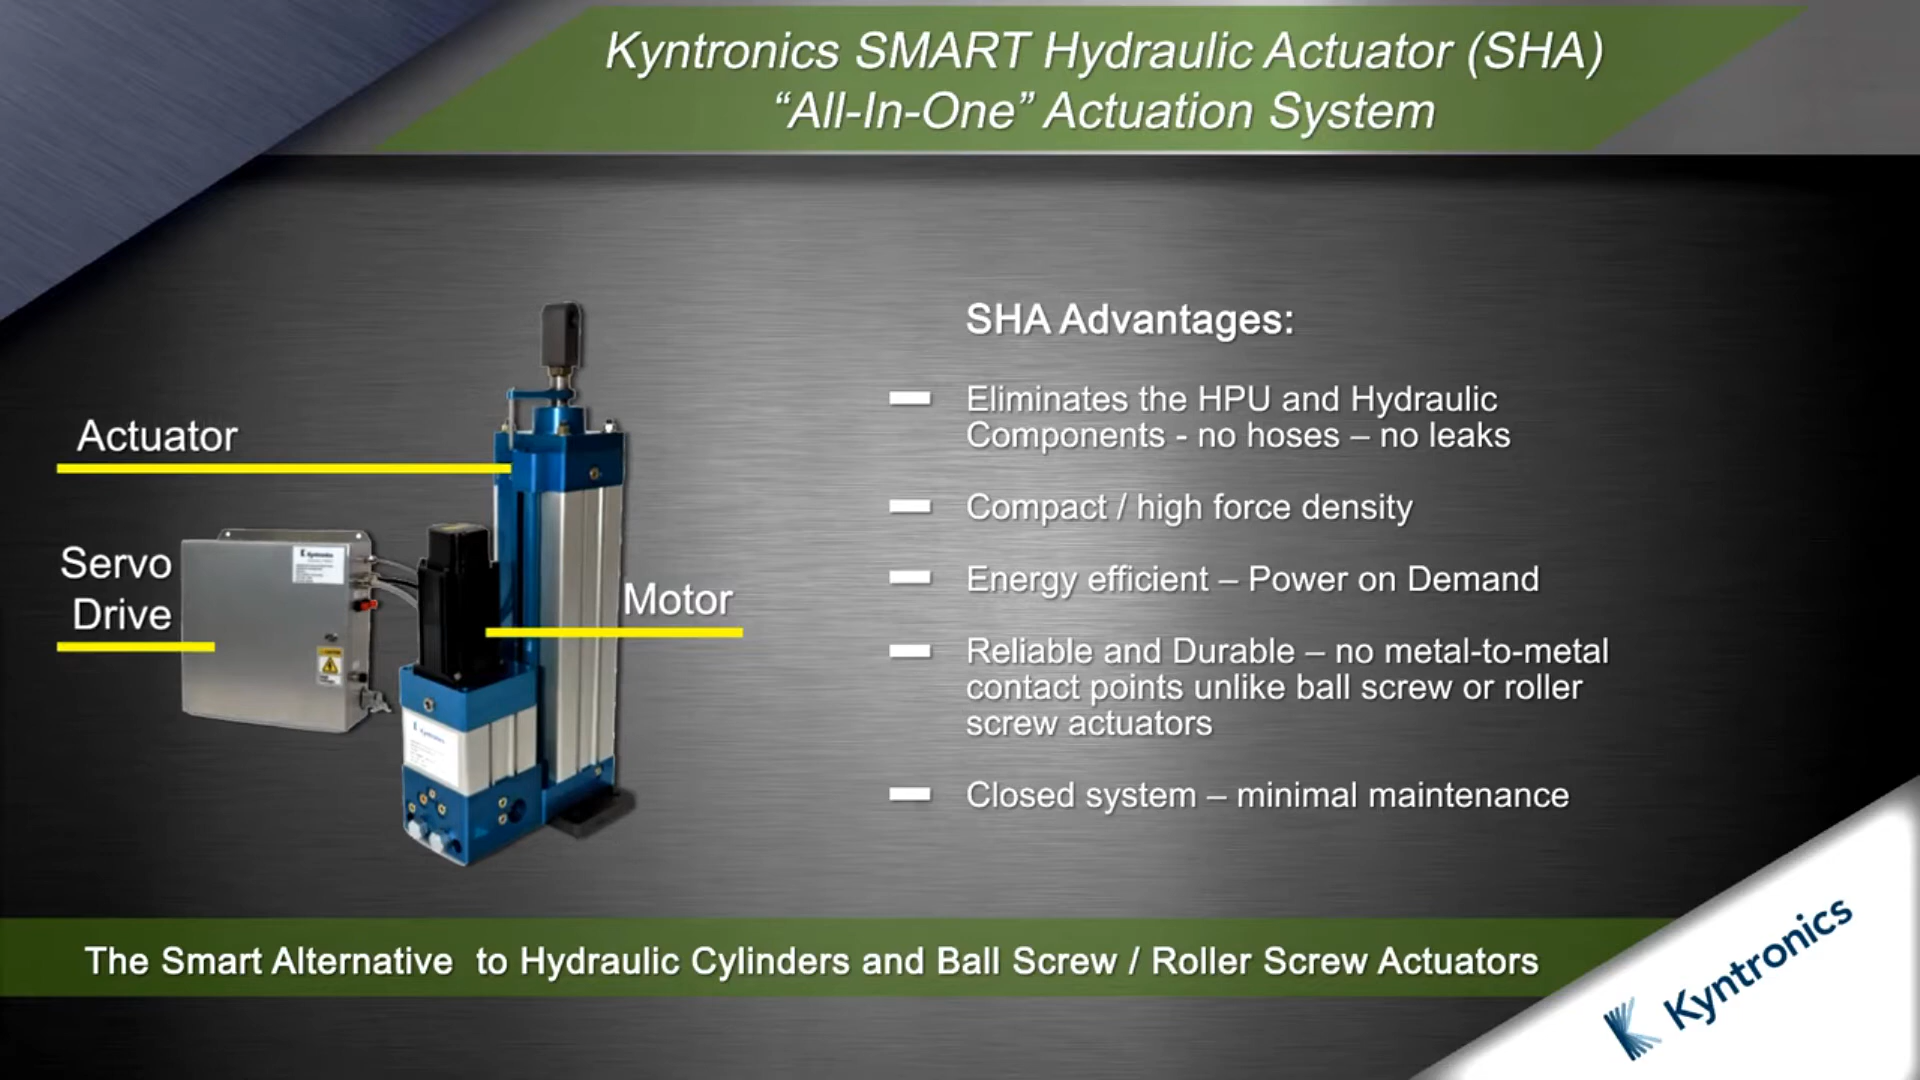 Kyntronics SMART Hydraulic Actuator (SHA)
“All-In-One” Actuation System
SHA Advantages:
Eliminates the HPU and Hydraulic
Components - no hoses – no leaks
Compact / high force density
Energy efficient – Power on Demand
Reliable and Durable – no metal-to-metal
contact points unlike ball screw or roller
screw actuators
Closed system – minimal maintenance
Actuator
Servo
Drive
Motor
Kyntronics
Kyntronics
The Smart Alternative to Hydraulic Cylinders and Ball Screw / Roller Screw Actuators
Kyntronics